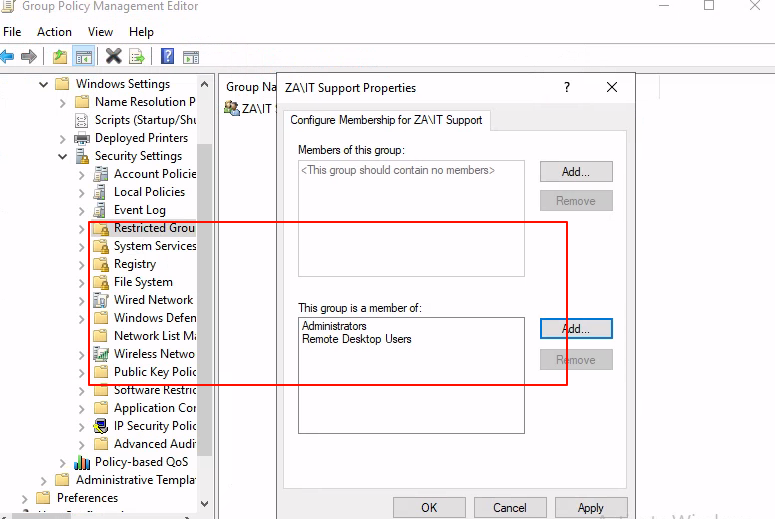 Group Policy Management Editor
File Action View Help
Windows Settings
Name Resolution P
Scripts (Startup/Shu
Deployed Printers
Security Settings
Account Policie
Local Policies
Event Log
Restricted Grou
System Services
Registry
File System
Wired Network
Windows Defen
Network List Ma
Wireless Netwo
Public Key Polic
Software Restric
Application Con
IP Security Polic
Advanced Audi
Policy-based QoS
Administrative Templa
Preferences
Group Na
ZA\IT S
ZA\IT Support Properties
?
Configure Membership for ZA\IT Support
Members of this group:
<This group should contain no members>
Add...
Remove
This group is a member of:
Administrators
Remote Desktop Users
Add...
Remove
OK Cancel Apply